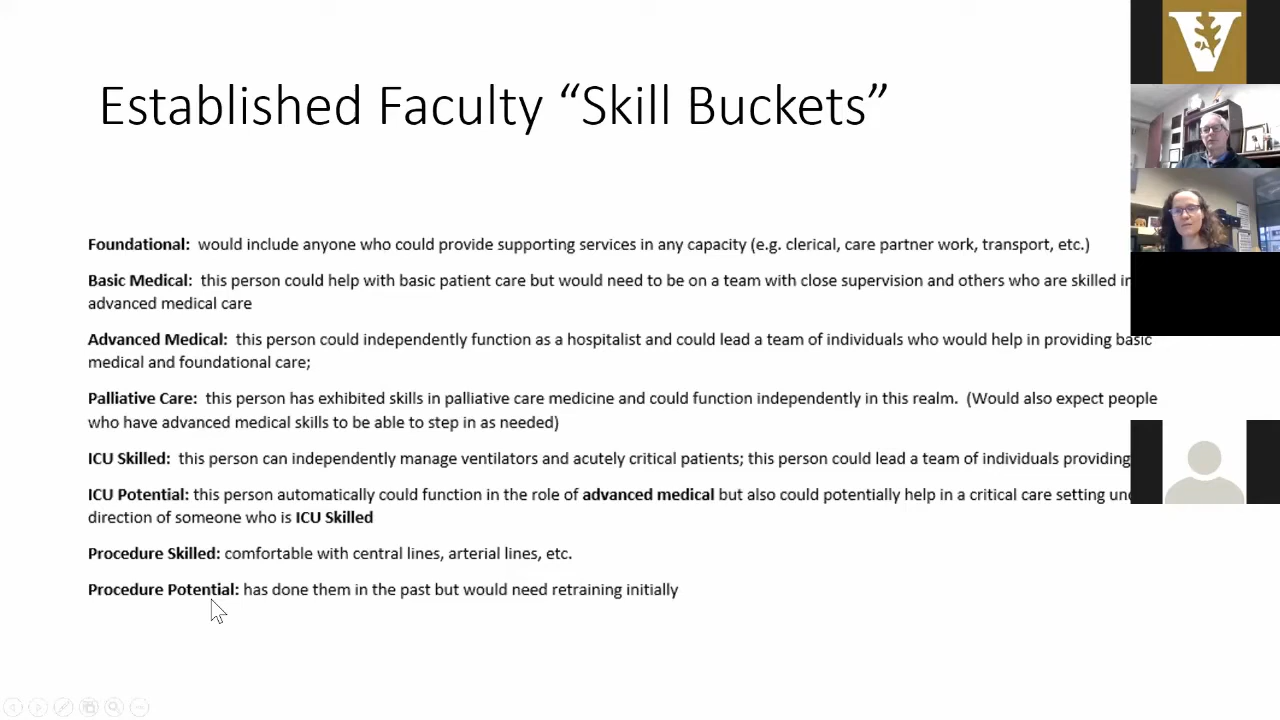 Established Faculty “Skill Buckets”
Foundational: would include anyone who could provide supporting services in any capacity (e.g. clerical, care partner work, transport, etc.)
Basic Medical: this person could help with basic patient care but would need to be on a team with close supervision and others who are skilled in
advanced medical care
Advanced Medical: this person could independently function as a hospitalist and could lead a team of individuals who would help in providing basic
medical and foundational care;
Palliative Care: this person has exhibited skills in palliative care medicine and could function independently in this realm. (Would also expect people
who have advanced medical skills to be able to step in as needed)
ICU Skilled: this person can independently manage ventilators and acutely critical patients; this person could lead a team of individuals providing
ICU Potential: this person automatically could function in the role of advanced medical but also could potentially help in a critical care setting
direction of someone who is ICU Skilled
Procedure Skilled: comfortable with central lines, arterial lines, etc.
Procedure Potential: has done them in the past but would need retraining initially
V